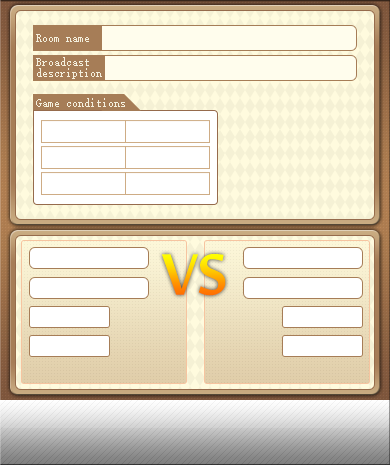 Room name
Broadcast
description
Game conditions
VS